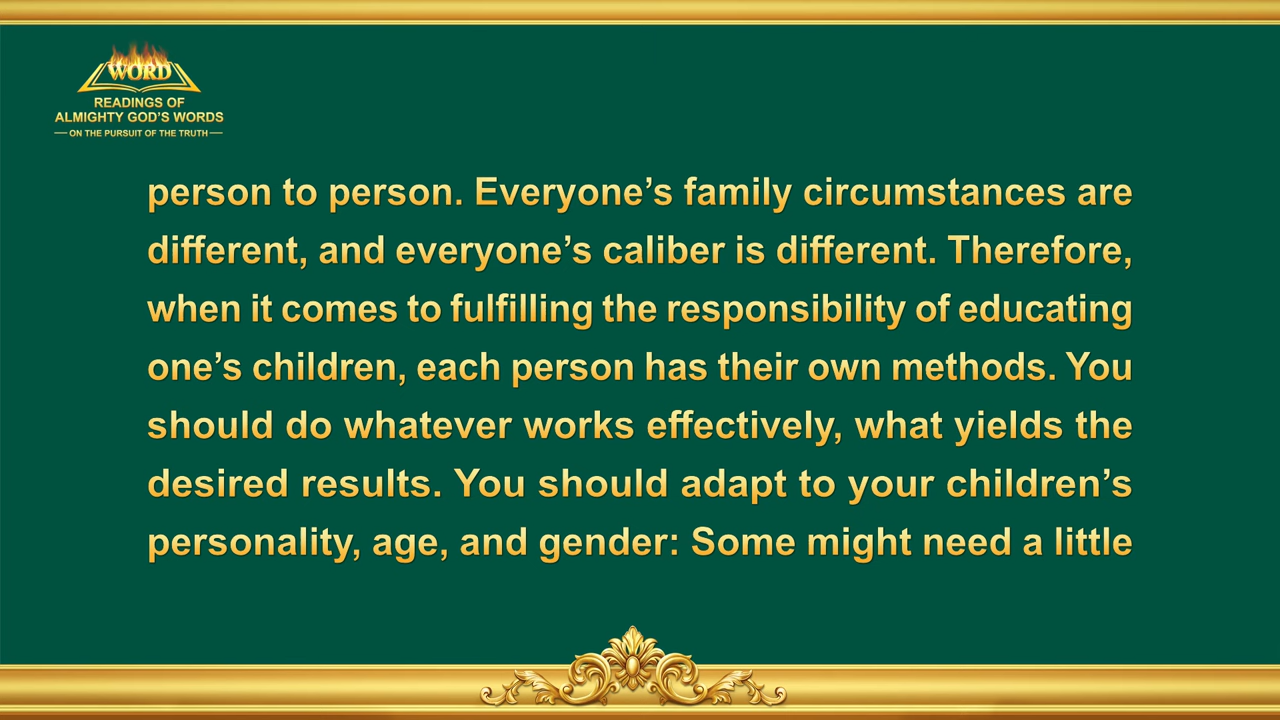 WORD
READINGS OF
ALMIGHTY GOD'S WORDS
— ON THE PURSUIT OF THE TRUTH —
person to person. Everyone’s family circumstances are
different, and everyone’s caliber is different. Therefore,
when it comes to fulfilling the responsibility of educating
one’s children, each person has their own methods. You
should do whatever works effectively, what yields the
desired results. You should adapt to your children’s
personality, age, and gender: Some might need a little